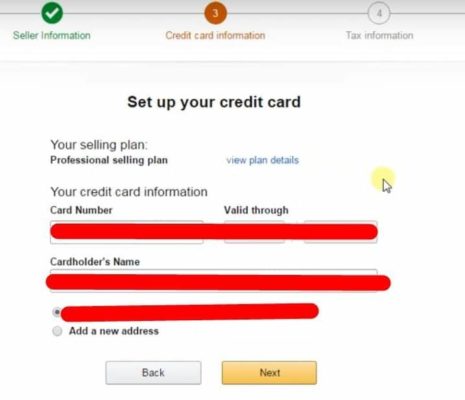 3
4
Seller Information
Credit card information
Tax information
Set up your credit card
Your selling plan:
Professional selling plan
view plan details
Your credit card information
Card Number
Valid through
Cardholder's Name
Add a new address
Back
Next